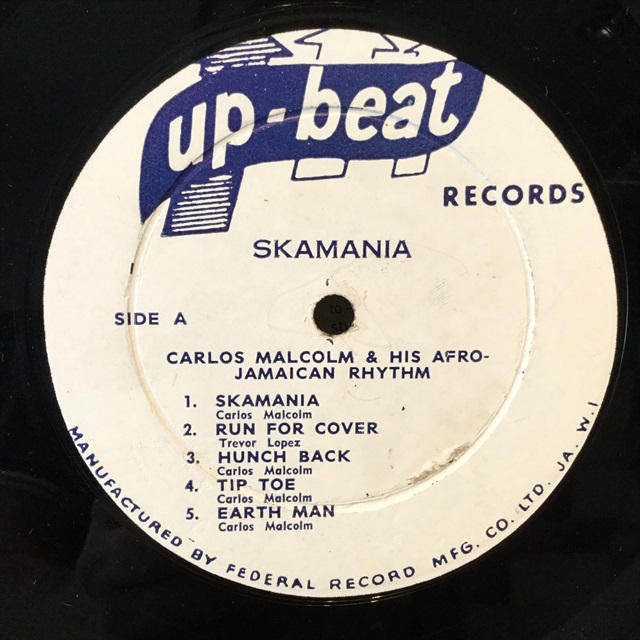 up-beat
RECORDS
SKAMANIA
SIDE A
CARLOS MALCOLM & HIS AFRO-
JAMAICAN RHYTHM
1. SKAMANIA
Carlos Malcolm
2. RUN FOR COVER
Trevor Lopez
3. HUNCH BACK
Carlos Malcolm
4. TIP TOE
Carlos Malcolm
5. EARTH MAN
Carlos Malcolm
MANUFACTURED BY FEDERAL RECORD MFG. CO. LTD. JA. W.I